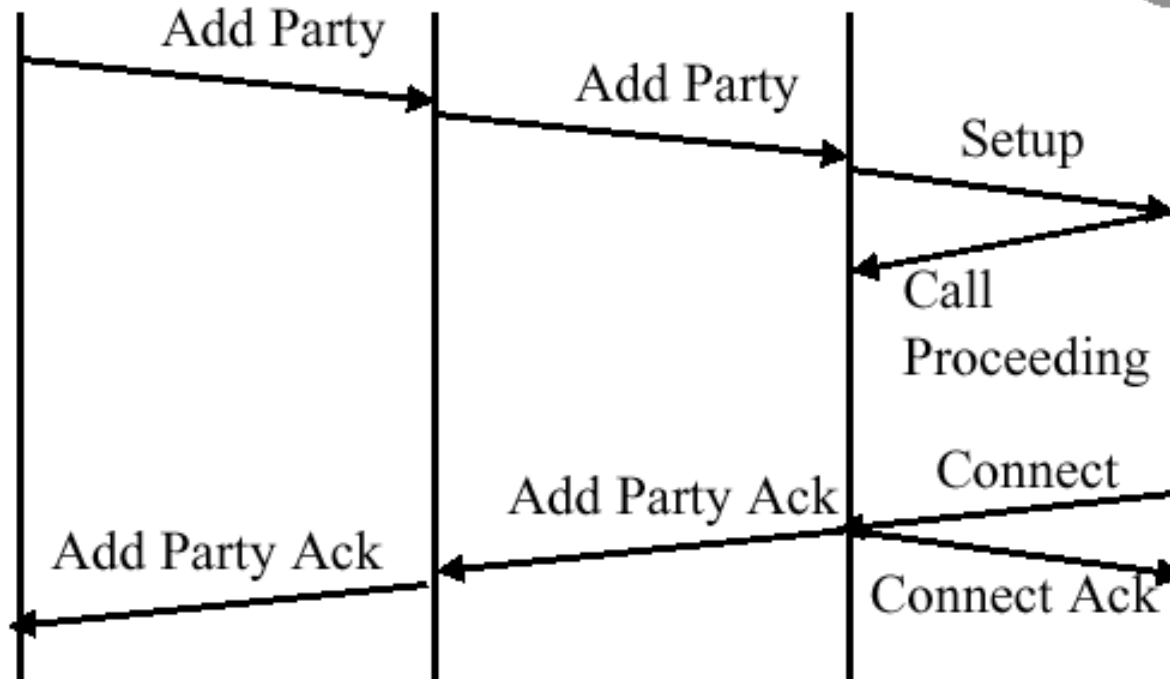 Add Party
Add Party
Setup
Call
Proceeding
Connect
Add Party Ack
Add Party Ack
Connect Ack